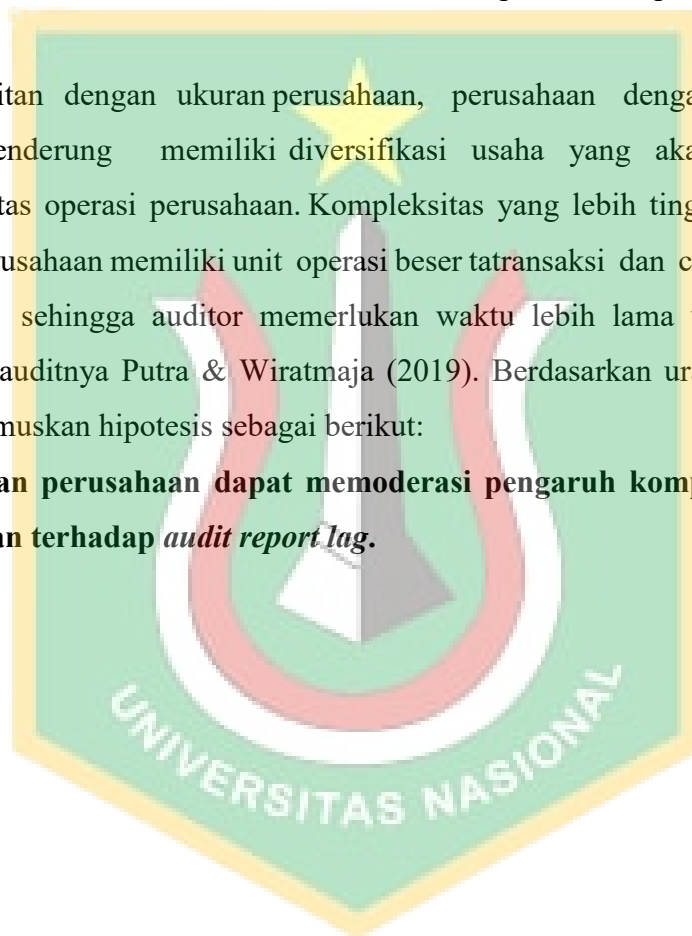 itan dengan ukuran perusahaan, perusahaan denga
enderung memiliki diversifikasi usaha yang aka
tas operasi perusahaan. Kompleksitas yang lebih ting
usahaan memiliki unit operasi beser tatransaksi dan c
sehingga auditor memerlukan waktu lebih lama
auditnya Putra & Wiratmaja (2019). Berdasarkan ura
muskan hipotesis sebagai berikut:
an perusahaan dapat memoderasi pengaruh komp
an terhadap audit report lag.
UNIVERSITAS NASIONAL